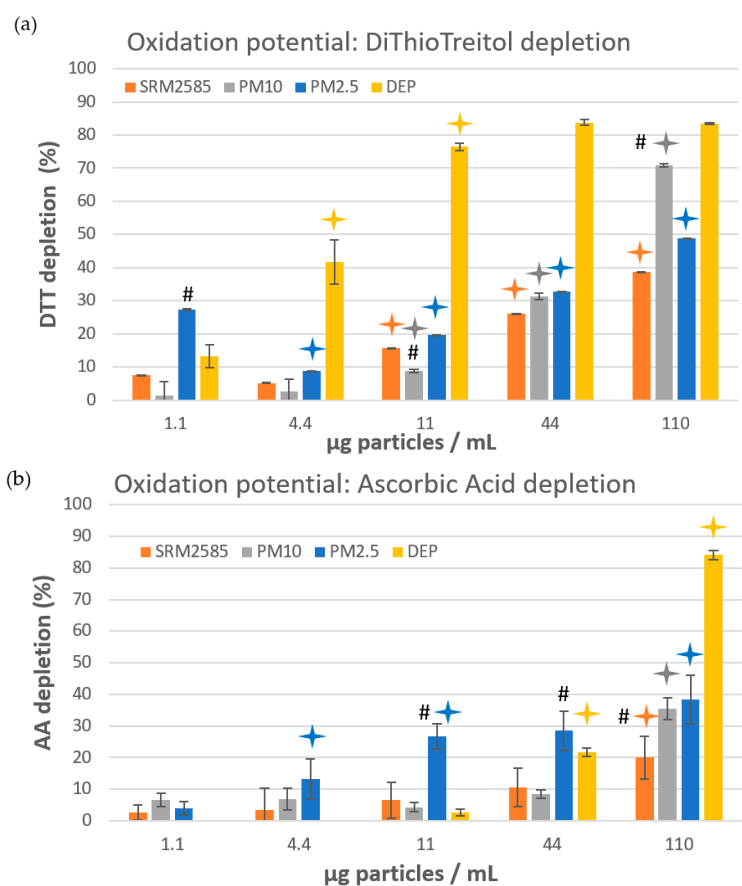 (a)
Oxidation potential: DiThioTreitol depletion
SRM2585 PM10 PM2.5 DEP
DTT depletion (%)
100
90
80
70
60
50
40
30
20
10
0
#
#
#
1.1 4.4 11 44 110
µg particles / mL
(b)
Oxidation potential: Ascorbic Acid depletion
SRM2585 PM10 PM2.5 DEP
AA depletion (%)
100
90
80
70
60
50
40
30
20
10
0
#
#
#
1.1 4.4 11 44 110
µg particles / mL